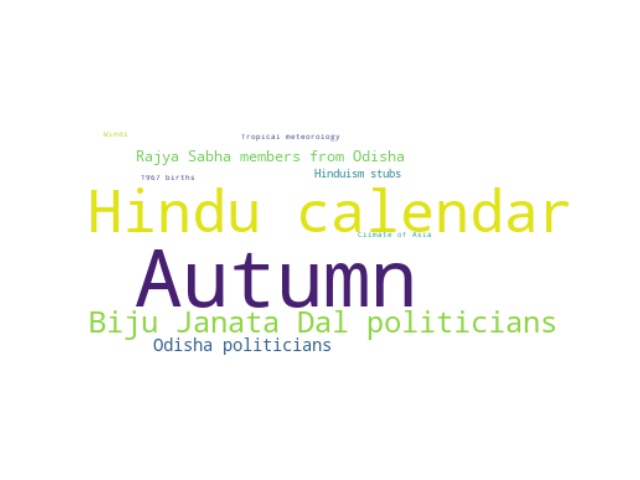 Winds
Tropical meteorology
Rajya Sabha members from Odisha
Hinduism stubs
1967 births
Hindu calendar
Climate of Asia
Autumn
Biju Janata Dal politicians
Odisha politicians